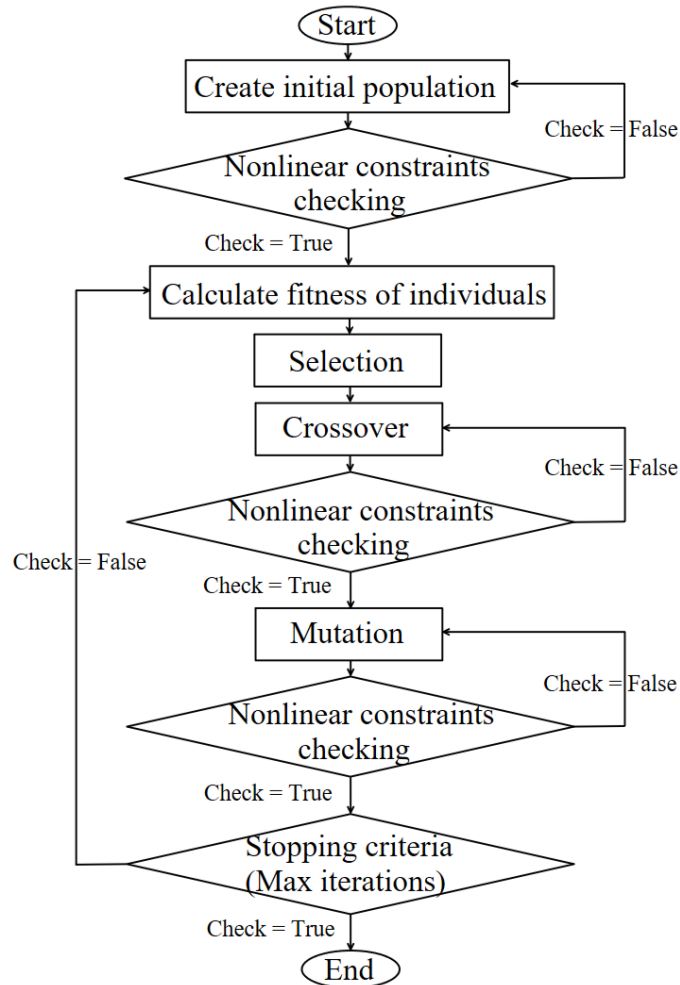 Start
Create initial population
Check = False
Nonlinear constraints
checking
Check = True
Calculate fitness of individuals
Selection
Crossover
Check = False
Nonlinear constraints
checking
Check = False
Check = True
Mutation
Check = False
Nonlinear constraints
checking
Check = True
Stopping criteria
(Max iterations)
Check = True
End